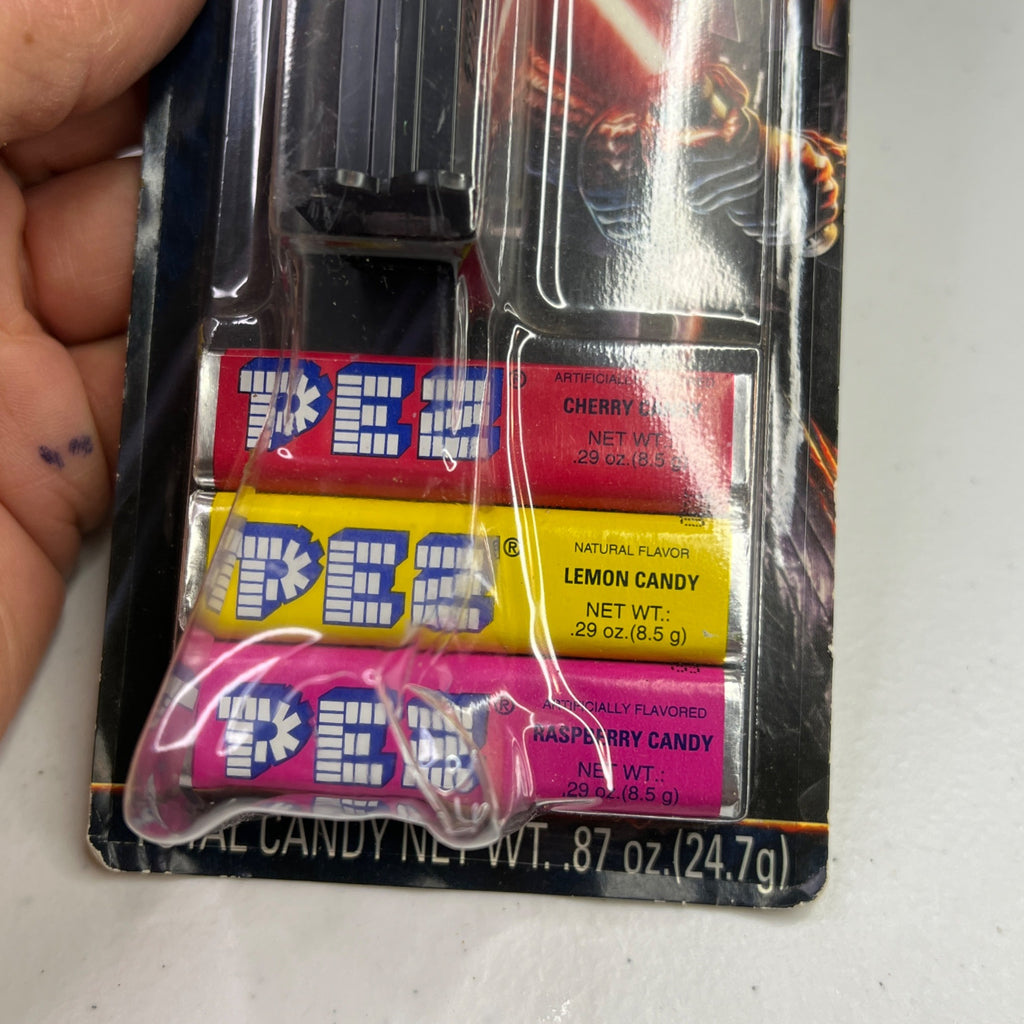 PEZ®
CHERRY
NET WT.:
.29 oz.(8.5 g)
PEZ®
NATURAL FLAVOR
LEMON CANDY
NET WT.:
.29 oz.(8.5 g)
PEZ®
ARTIFICIALLY FLAVORED
RASPBERRY CANDY
NET WT.:
.29 oz.(8.5 g)
TOTAL CANDY NET WT. .87 oz.(24.7g)